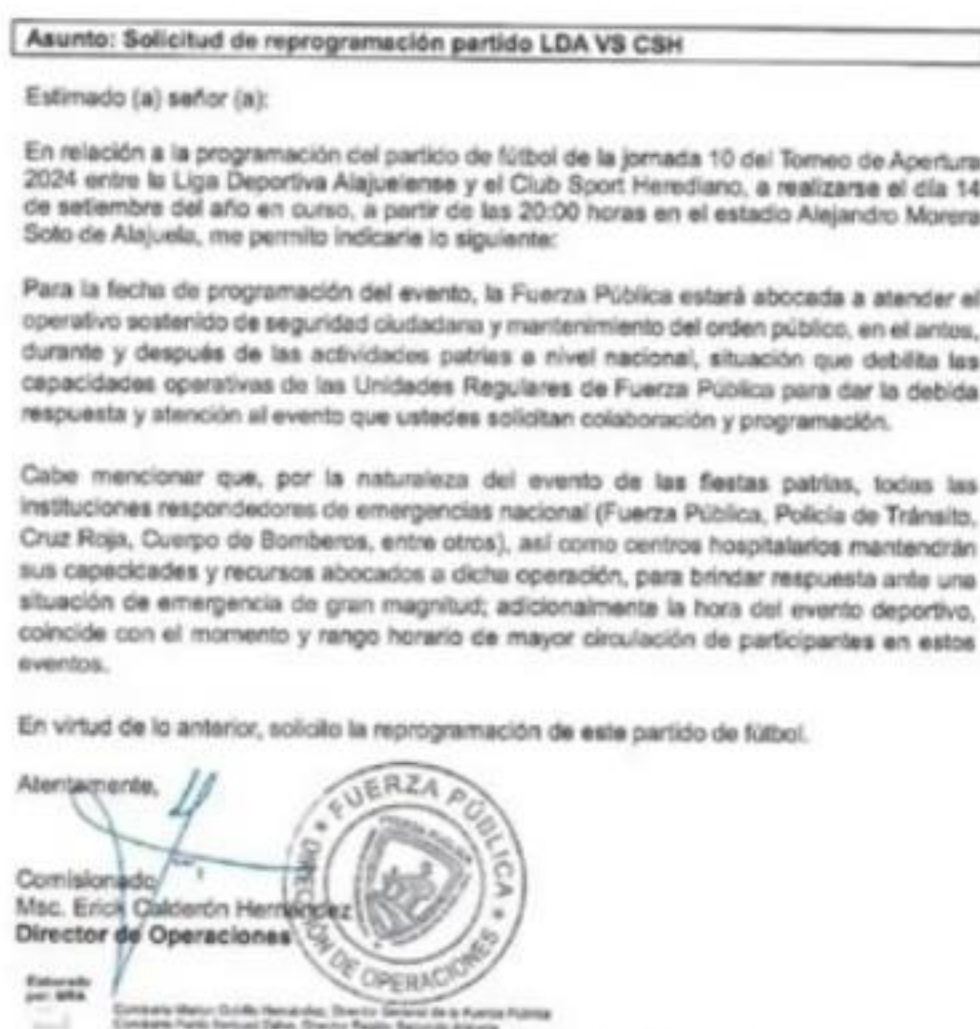 Asunto: Solicitud de reprogramación partido LDA VS CSH
Estimado (a) señor (a):
En relación a la programación del partido de fútbol de la jornada 10 del Torneo de Apertura
2024 entre la Liga Deportiva Alajuelense y el Club Sport Herediano, a realizarse el día 14
de setiembre del año en curso, a partir de las 20:00 horas en el estadio Alejandro Morera
Soto de Alajuela, me permito indicarle lo siguiente:
Para la fecha de programación del evento, la Fuerza Pública estará abocada a atender el
operativo sostenido de seguridad ciudadana y mantenimiento del orden público, en el antes,
durante y después de las actividades patrias a nivel nacional, situación que debilita las
capacidades operativas de las Unidades Regulares de Fuerza Pública para dar la debida
respuesta y atención al evento que ustedes solicitan colaboración y programación.
Cabe mencionar que, por la naturaleza del evento de las fiestas patrias, todas las
instituciones respondedores de emergencias nacional (Fuerza Pública, Policía de Tránsito,
Cruz Roja, Cuerpo de Bomberos, entre otros), así como centros hospitalarios mantendrán
sus capacidades y recursos abocados a dicha operación, para brindar respuesta ante una
situación de emergencia de gran magnitud; adicionalmente la hora del evento deportivo,
coincide con el momento y rango horario de mayor circulación de participantes en estos
eventos.
En virtud de lo anterior, solicito la reprogramación de este partido de fútbol.
Atentamente,
FUERZA PÚBLICA
FUERZA PUBLICA
DIRECCIÓN DE OPERACIONES
Comisionado
Msc. Erick Calderón Hernández
Director de Operaciones
Elaborado
por:
Director General de la Fuerza Pública